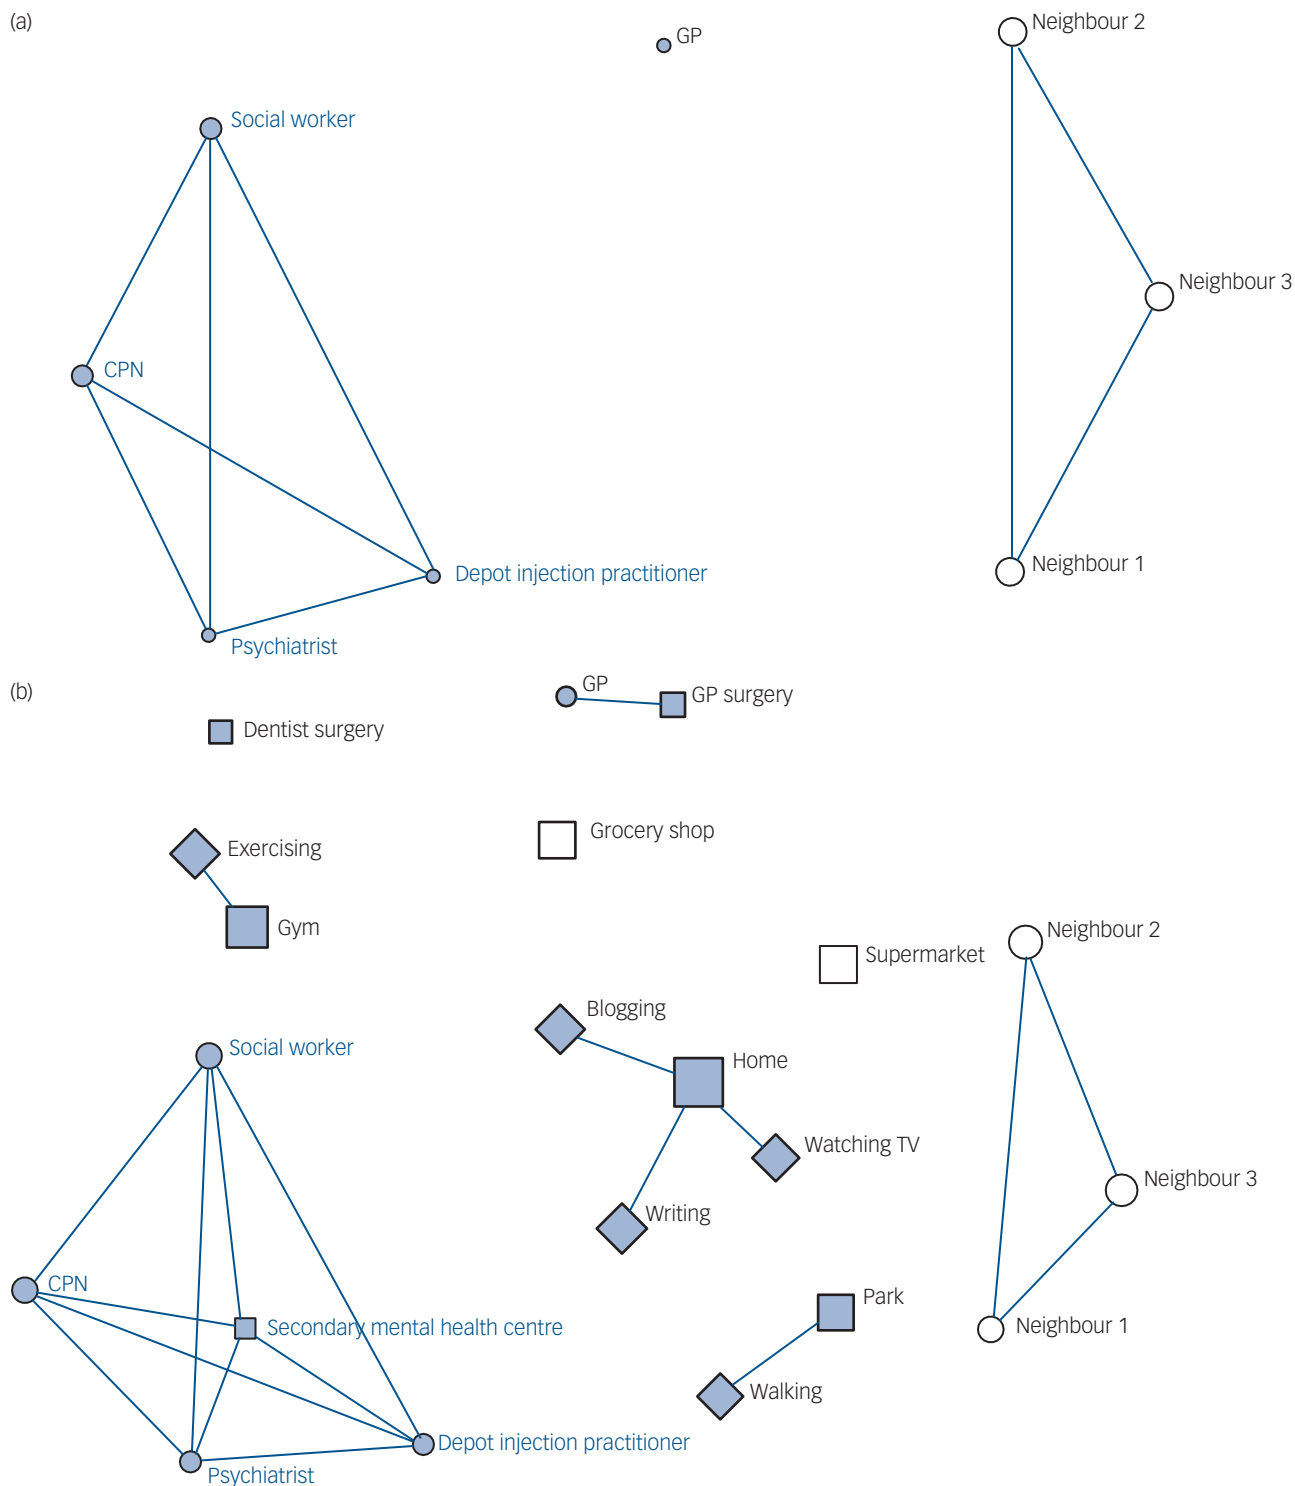 (a)
GP
Neighbour 2
Social worker
Neighbour 3
CPN
Neighbour 1
Depot injection practitioner
Psychiatrist
(b)
GP
GP surgery
Dentist surgery
Grocery shop
Exercising
Gym
Neighbour 2
Supermarket
Blogging
Social worker
Home
Watching TV
Neighbour 3
Writing
CPN
Park
Secondary mental health centre
Neighbour 1
Walking
Depot injection practitioner
Psychiatrist